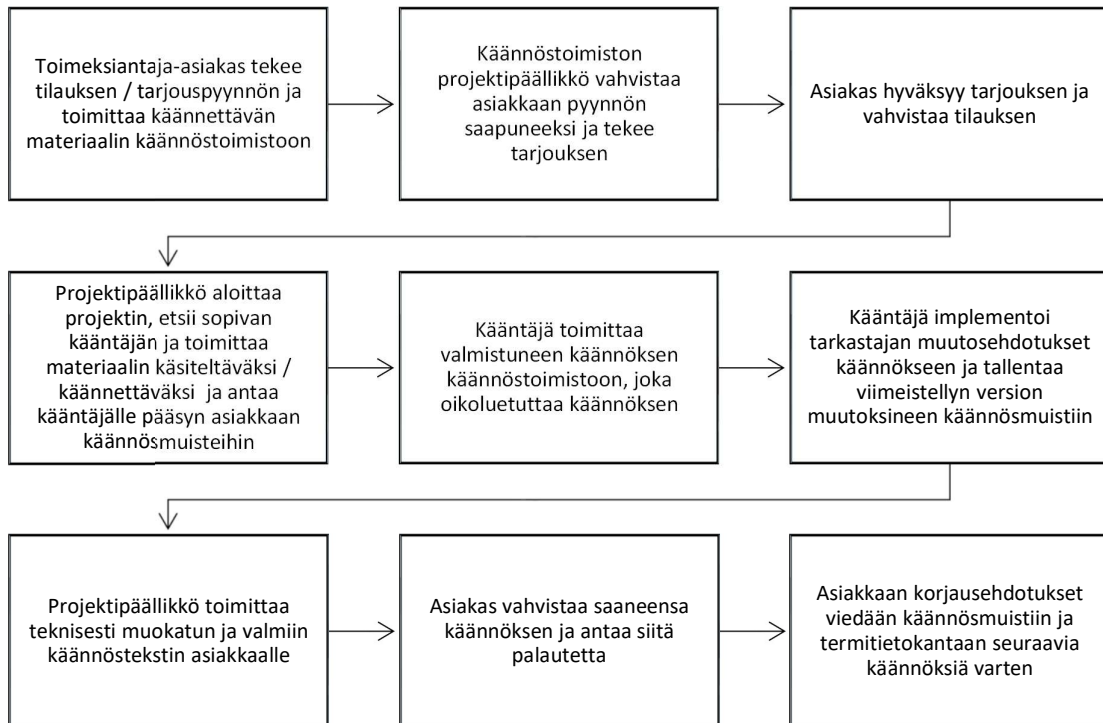 Toimeksiantaja-asiakas tekee
tilauksen / tarjouspyynnön ja
toimittaa käännettävän
materiaalin käännöstoimistoon
Käännöstoimiston
projektipäällikkö vahvistaa
asiakkaan pyynnön
saapuneeksi ja tekee
tarjouksen
Asiakas hyväksyy tarjouksen ja
vahvistaa tilauksen
Projektipäällikkö aloittaa
projektin, etsii sopivan
kääntäjän ja toimittaa
materiaalin käsiteltäväksi /
käännettäväksi ja antaa
kääntäjälle pääsyn asiakkaan
käännösmuisteihin
Kääntäjä toimittaa
valmistuneen käännöksen
käännöstoimistoon, joka
oikoluetuttaa käännöksen
Kääntäjä implementoi
tarkastajan muutosehdotukset
käännökseen ja tallentaa
viimeistellyn version
muutoksineen käännösmuistiin
Projektipäällikkö toimittaa
teknisesti muokatun ja valmiin
käännöstekstin asiakkaalle
Asiakas vahvistaa saaneensa
käännöksen ja antaa siitä
palautetta
Asiakkaan korjausehdotukset
viedään käännösmuistiin ja
termitietokantaan seuraavia
käännöksiä varten